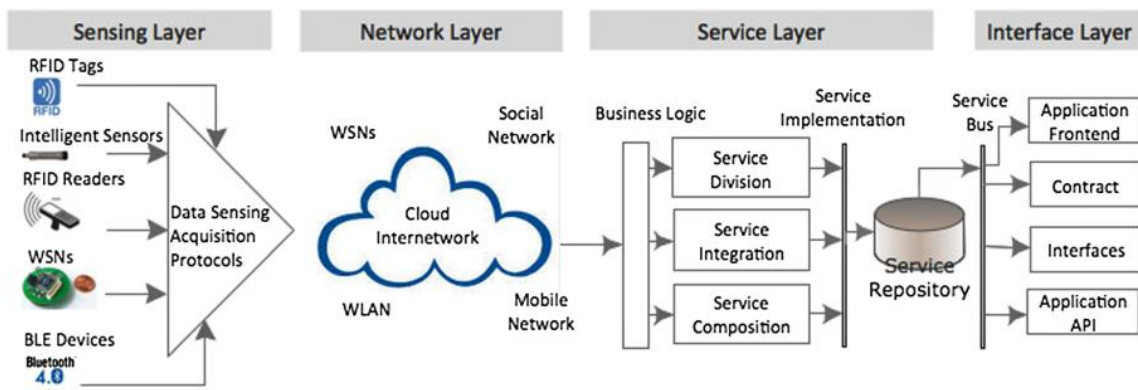 Sensing Layer
Network Layer
Service Layer
Interface Layer
RFID Tags
RFID
Intelligent Sensors
RFID Readers
WSNs
BLE Devices
Bluetooth
4.0
Data Sensing
Acquisition
Protocols
WSNs
Social
Network
Cloud
Internetwork
WLAN
Mobile
Network
Business Logic
Service
Division
Service
Integration
Service
Composition
Service
Implementation
Service
Repository
Service
Bus
Application
Frontend
Contract
Interfaces
Application
API